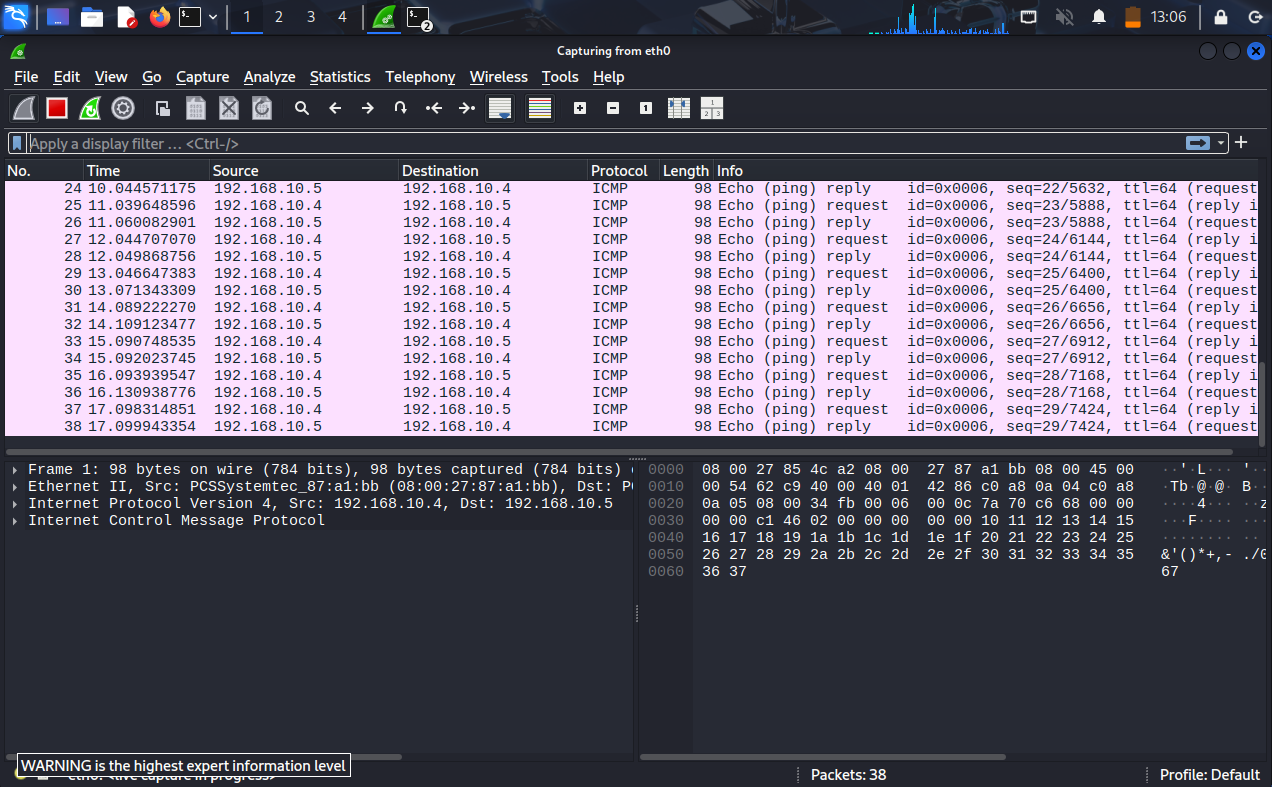 1 2 3 4 2 13:06
Capturing from eth0
File Edit View Go Capture Analyze Statistics Telephony Wireless Tools Help
Apply a display filter … <Ctrl-/>
No. Time Source Destination Protocol Length Info
24 10.044571175 192.168.10.5 192.168.10.4 ICMP 98 Echo (ping) reply id=0x0006, seq=22/5632, ttl=64 (request
25 11.039648596 192.168.10.4 192.168.10.5 ICMP 98 Echo (ping) request id=0x0006, seq=23/5888, ttl=64 (reply i
26 11.060082901 192.168.10.5 192.168.10.4 ICMP 98 Echo (ping) reply id=0x0006, seq=23/5888, ttl=64 (request
27 12.044707070 192.168.10.4 192.168.10.5 ICMP 98 Echo (ping) request id=0x0006, seq=24/6144, ttl=64 (reply i
28 12.049868756 192.168.10.5 192.168.10.4 ICMP 98 Echo (ping) reply id=0x0006, seq=24/6144, ttl=64 (request
29 13.046647383 192.168.10.4 192.168.10.5 ICMP 98 Echo (ping) request id=0x0006, seq=25/6400, ttl=64 (reply i
30 13.071343309 192.168.10.5 192.168.10.4 ICMP 98 Echo (ping) reply id=0x0006, seq=25/6400, ttl=64 (request
31 14.089222270 192.168.10.4 192.168.10.5 ICMP 98 Echo (ping) request id=0x0006, seq=26/6656, ttl=64 (reply i
32 14.109123477 192.168.10.5 192.168.10.4 ICMP 98 Echo (ping) reply id=0x0006, seq=26/6656, ttl=64 (request
33 15.090748535 192.168.10.4 192.168.10.5 ICMP 98 Echo (ping) request id=0x0006, seq=27/6912, ttl=64 (reply i
34 15.092023745 192.168.10.5 192.168.10.4 ICMP 98 Echo (ping) reply id=0x0006, seq=27/6912, ttl=64 (request
35 16.093939547 192.168.10.4 192.168.10.5 ICMP 98 Echo (ping) request id=0x0006, seq=28/7168, ttl=64 (reply i
36 16.130938776 192.168.10.5 192.168.10.4 ICMP 98 Echo (ping) reply id=0x0006, seq=28/7168, ttl=64 (request
37 17.098314851 192.168.10.4 192.168.10.5 ICMP 98 Echo (ping) request id=0x0006, seq=29/7424, ttl=64 (reply i
38 17.099943354 192.168.10.5 192.168.10.4 ICMP 98 Echo (ping) reply id=0x0006, seq=29/7424, ttl=64 (request
Frame 1: 98 bytes on wire (784 bits), 98 bytes captured (784 bits)
Ethernet II, Src: PCSSystemtec_87:a1:bb (08:00:27:87:a1:bb), Dst: PC
Internet Protocol Version 4, Src: 192.168.10.4, Dst: 192.168.10.5
Internet Control Message Protocol
0000 08 00 27 85 4c a2 08 00 27 87 a1 bb 08 00 45 00 ··'·L··· '·
0010 00 54 62 c9 40 00 40 01 42 86 c0 a8 0a 04 c0 a8 ·Tb·@·@· B·
0020 0a 05 08 00 34 fb 00 06 00 0c 7a 70 c6 68 00 00 ····4··· ··z
0030 00 00 c1 46 02 00 00 00 00 00 10 11 12 13 14 15 ···F····
0040 16 17 18 19 1a 1b 1c 1d 1e 1f 20 21 22 23 24 25 ········
0050 26 27 28 29 2a 2b 2c 2d 2e 2f 30 31 32 33 34 35 &'()*+,- ./0
0060 36 37 67
WARNING is the highest expert information level
eth0: <live capture in progress>
Packets: 38
Profile: Default